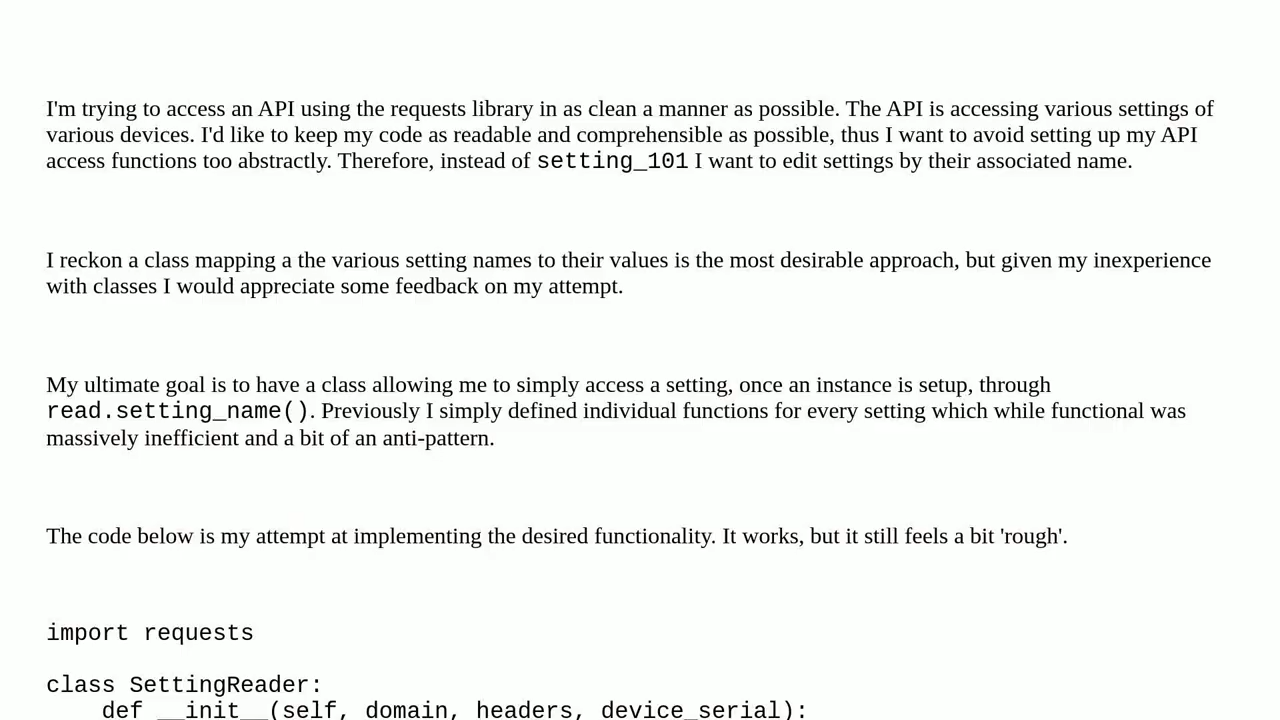 I'm trying to access an API using the requests library in as clean a manner as possible. The API is accessing various settings of
various devices. I'd like to keep my code as readable and comprehensible as possible, thus I want to avoid setting up my API
access functions too abstractly. Therefore, instead of setting_101 I want to edit settings by their associated name.
I reckon a class mapping a the various setting names to their values is the most desirable approach, but given my inexperience
with classes I would appreciate some feedback on my attempt.
My ultimate goal is to have a class allowing me to simply access a setting, once an instance is setup, through
read.setting_name(). Previously I simply defined individual functions for every setting which while functional was
massively inefficient and a bit of an anti-pattern.
The code below is my attempt at implementing the desired functionality. It works, but it still feels a bit 'rough'.
import requests
class SettingReader:
    def __init__(self, domain, headers, device_serial):